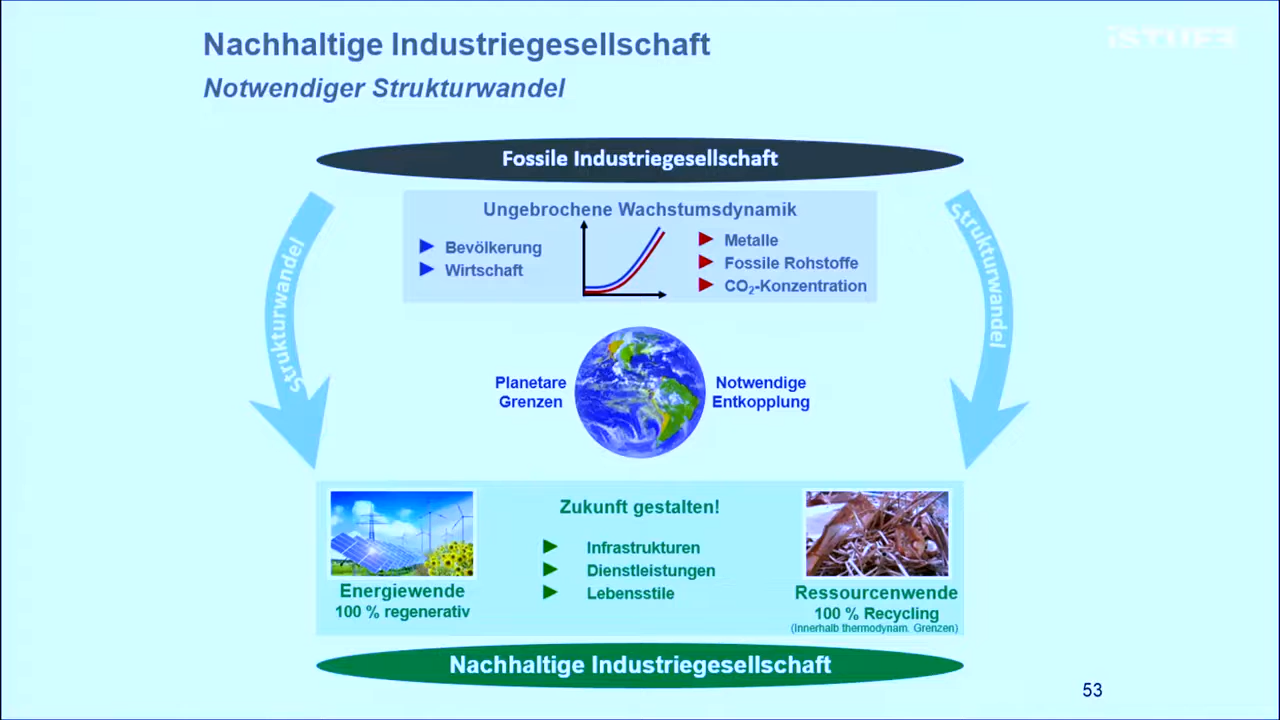 Nachhaltige Industriegesellschaft
Notwendiger Strukturwandel
Fossile Industriegesellschaft
Strukturwandel
Strukturwandel
Ungebrochene Wachstumsdynamik
Bevölkerung
Wirtschaft
Metalle
Fossile Rohstoffe
CO₂-Konzentration
Planetare
Grenzen
Notwendige
Entkopplung
Zukunft gestalten!
Infrastrukturen
Dienstleistungen
Lebensstile
Energiewende
100 % regenerativ
Ressourcenwende
100 % Recycling
(Innerhalb thermodynam. Grenzen)
Nachhaltige Industriegesellschaft
53